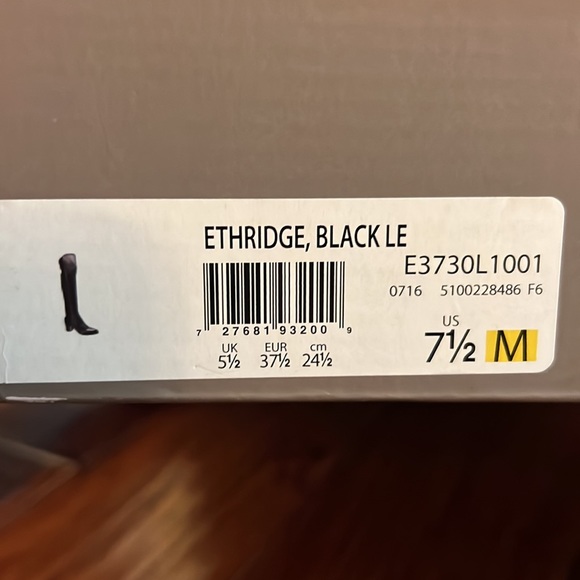 ETHRIDGE, BLACK LE
E3730L1001
0716 5100228486 F6
7 27681 93200 9
UK EUR cm
5½ 37½ 24½
US
7½ M